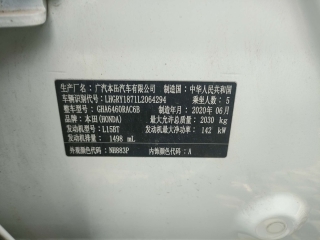 生产厂名：广汽本田汽车有限公司 制造国：中华人民共和国
车辆识别代号：LHGRY1871L2064294 乘坐人数：5
整车型号：GHA6460RAC6B 制造年月：2020年06月
品牌：本田(HONDA) 最大允许总质量：2030 kg
发动机型号：L15BT 发动机最大净功率：142 kW
发动机排量：1498 mL
外饰颜色代码：NH883P 内饰颜色代号：A